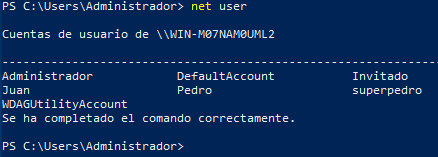 PS C:\Users\Administrador> net user
Cuentas de usuario de \\WIN-M07NAM0UML2
-------------------------------------------------------------------
Administrador DefaultAccount Invitado
Juan Pedro superpedro
WDAGUtilityAccount
Se ha completado el comando correctamente.
PS C:\Users\Administrador>